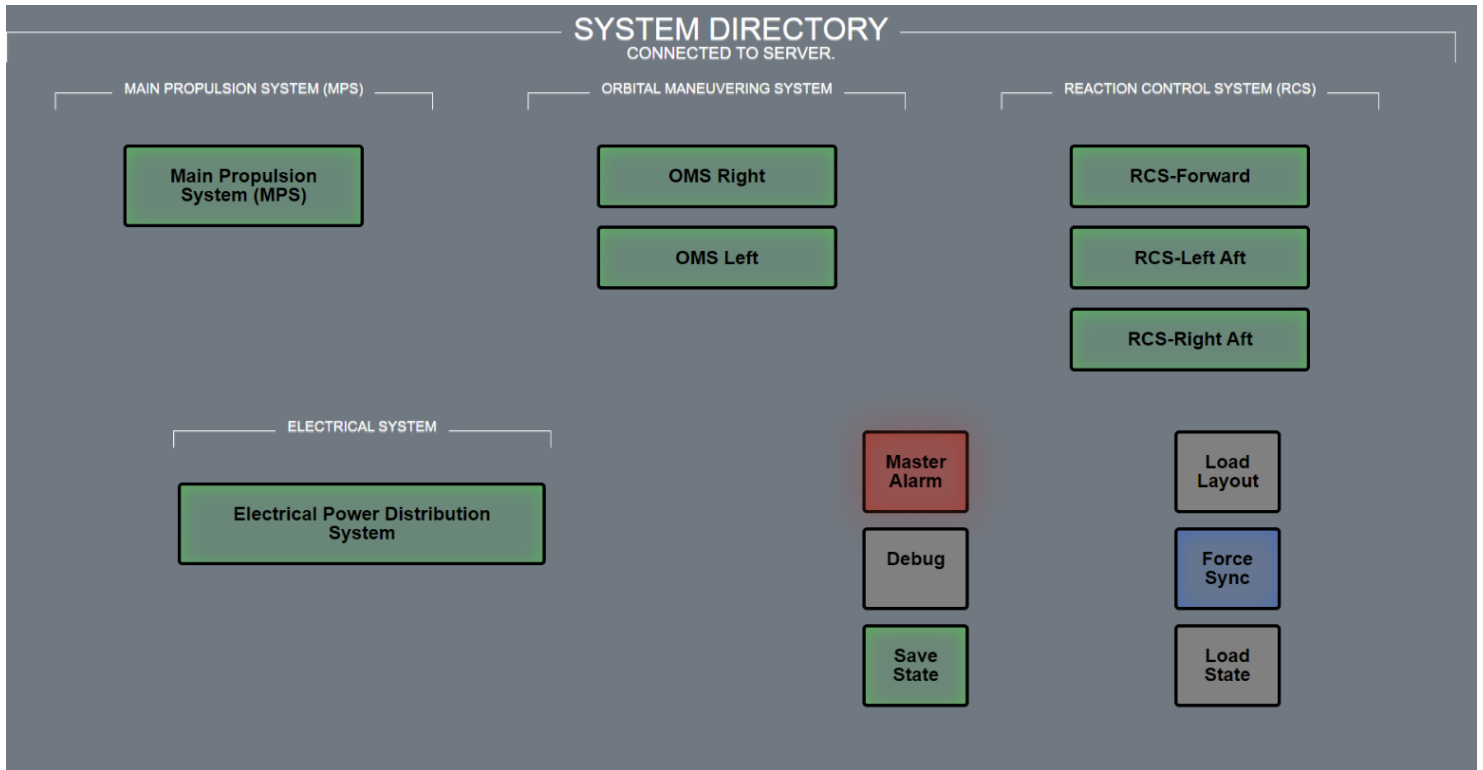 SYSTEM DIRECTORY
CONNECTED TO SERVER.
MAIN PROPULSION SYSTEM (MPS)
ORBITAL MANEUVERING SYSTEM
REACTION CONTROL SYSTEM (RCS)
Main Propulsion
System (MPS)
OMS Right
RCS-Forward
OMS Left
RCS-Left Aft
RCS-Right Aft
ELECTRICAL SYSTEM
Electrical Power Distribution
System
Master
Alarm
Load
Layout
Debug
Force
Sync
Save
State
Load
State